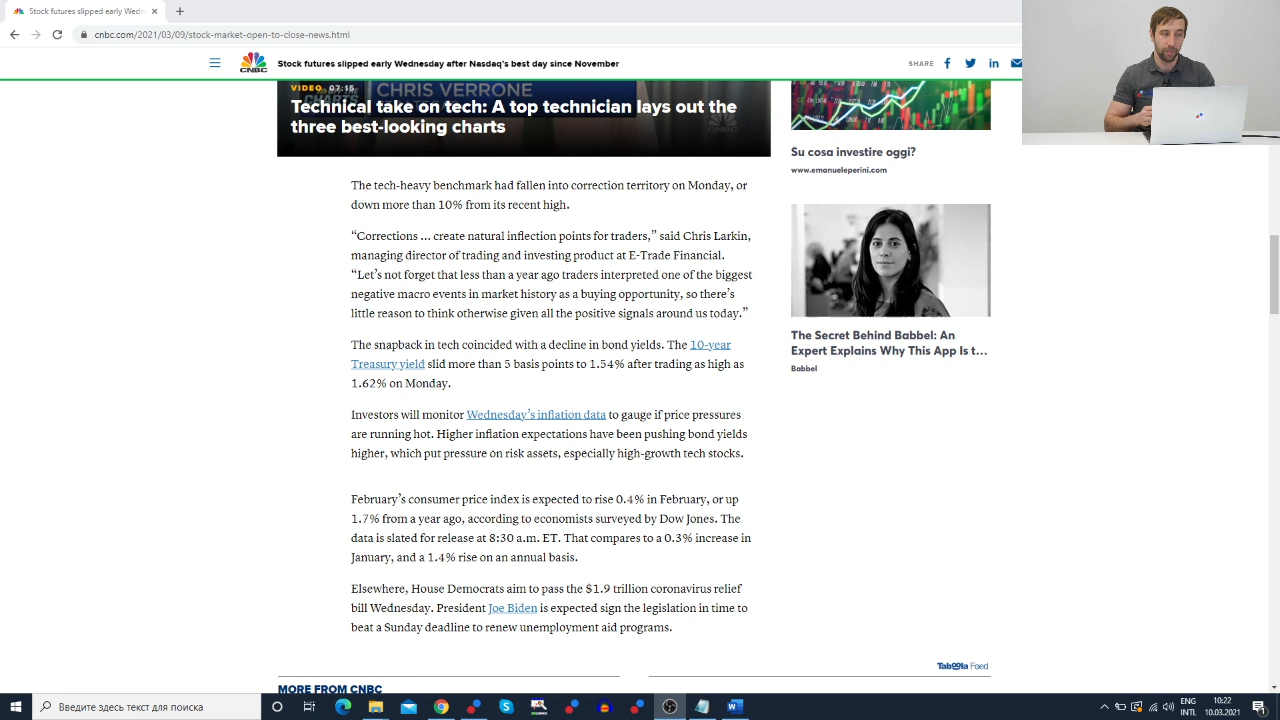 Stock futures slipped early Wedn
cnbc.com/2021/03/09/stock-market-open-to-close-news.html
CNBC
Stock futures slipped early Wednesday after Nasdaq's best day since November
SHARE
CHARTS
CHRIS VERRONE
VIDEO 07:15
Technical take on tech: A top technician lays out the
three best-looking charts
CNBC
Su cosa investire oggi?
www.emanueleperini.com
The tech-heavy benchmark had fallen into correction territory on Monday, or
down more than 10% from its recent high.
“Corrections … create natural inflection points for traders,” said Chris Larkin,
managing director of trading and investing product at E-Trade Financial.
“Let’s not forget that less than a year ago traders interpreted one of the biggest
negative macro events in market history as a buying opportunity, so there’s
little reason to think otherwise given all the positive signals around us today.”
The Secret Behind Babbel: An
Expert Explains Why This App Is t...
Babbel
The snapback in tech coincided with a decline in bond yields. The 10-year
Treasury yield slid more than 5 basis points to 1.54% after trading as high as
1.62% on Monday.
Investors will monitor Wednesday’s inflation data to gauge if price pressures
are running hot. Higher inflation expectations have been pushing bond yields
higher, which put pressure on risk assets, especially high-growth tech stocks.
February’s consumer price index is expected to rise 0.4% in February, or up
1.7% from a year ago, according to economists surveyed by Dow Jones. The
data is slated for release at 8:30 a.m. ET. That compares to a 0.3% increase in
January, and a 1.4% rise on an annual basis.
Elsewhere, House Democrats aim to pass the $1.9 trillion coronavirus relief
bill Wednesday. President Joe Biden is expected sign the legislation in time to
beat a Sunday deadline to renew unemployment aid programs.
Taboola Feed
MORE FROM CNBC
Введите здесь текст для поиска
ENG
INTL
10:22
10.03.2021